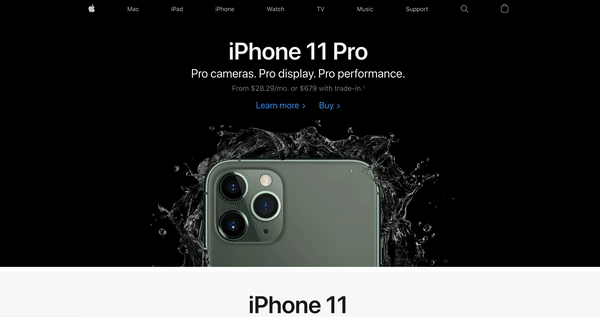 Mac iPad iPhone Watch TV Music Support
iPhone 11 Pro
Pro cameras. Pro display. Pro performance.
From $28.29/mo. or $679 with trade-in.¹
Learn more > Buy >
iPhone 11